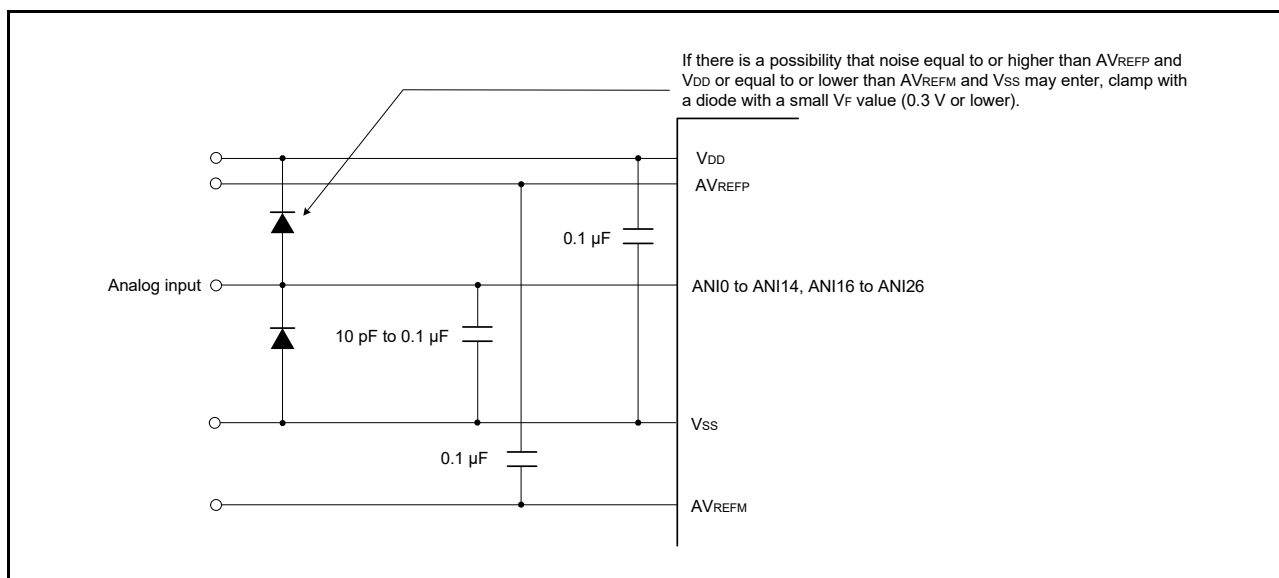 If there is a possibility that noise equal to or higher than AVREFP and
VDD or equal to or lower than AVREFM and VSS may enter, clamp with
a diode with a small VF value (0.3 V or lower).
VDD
AVREFP
0.1 µF
Analog input
ANI0 to ANI14, ANI16 to ANI26
10 pF to 0.1 µF
VSS
0.1 µF
AVREFM